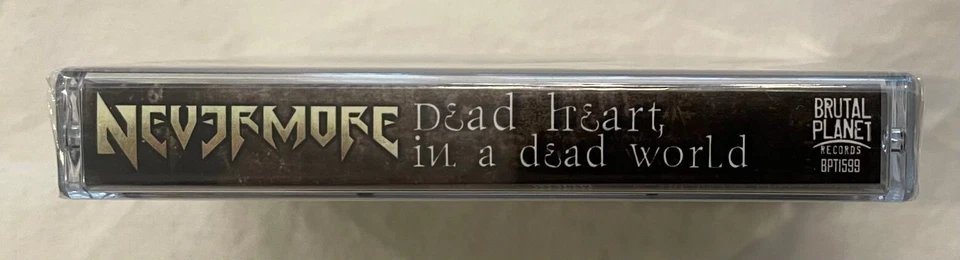 NEVERMORE
Dead heart,
in a dead world
BRUTAL
PLANET
RECORDS
BPT1599